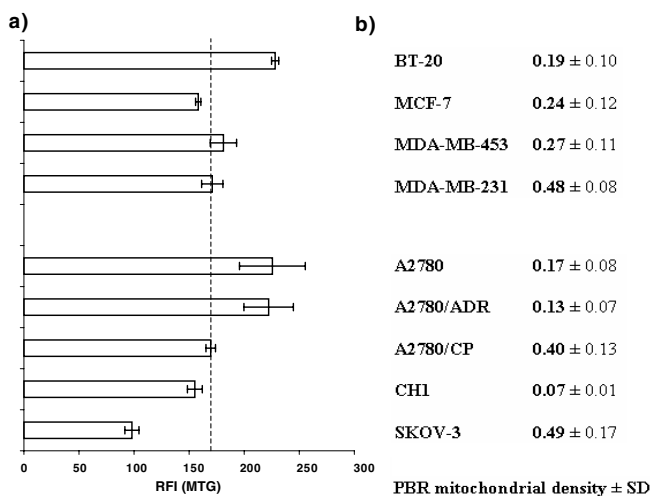 a)
b)
BT-20 0.19 ± 0.10
MCF-7 0.24 ± 0.12
MDA-MB-453 0.27 ± 0.11
MDA-MB-231 0.48 ± 0.08
A2780 0.17 ± 0.08
A2780/ADR 0.13 ± 0.07
A2780/CP 0.40 ± 0.13
CH1 0.07 ± 0.01
SKOV-3 0.49 ± 0.17
0 50 100 150 200 250 300
RFI (MTG)
PBR mitochondrial density ± SD